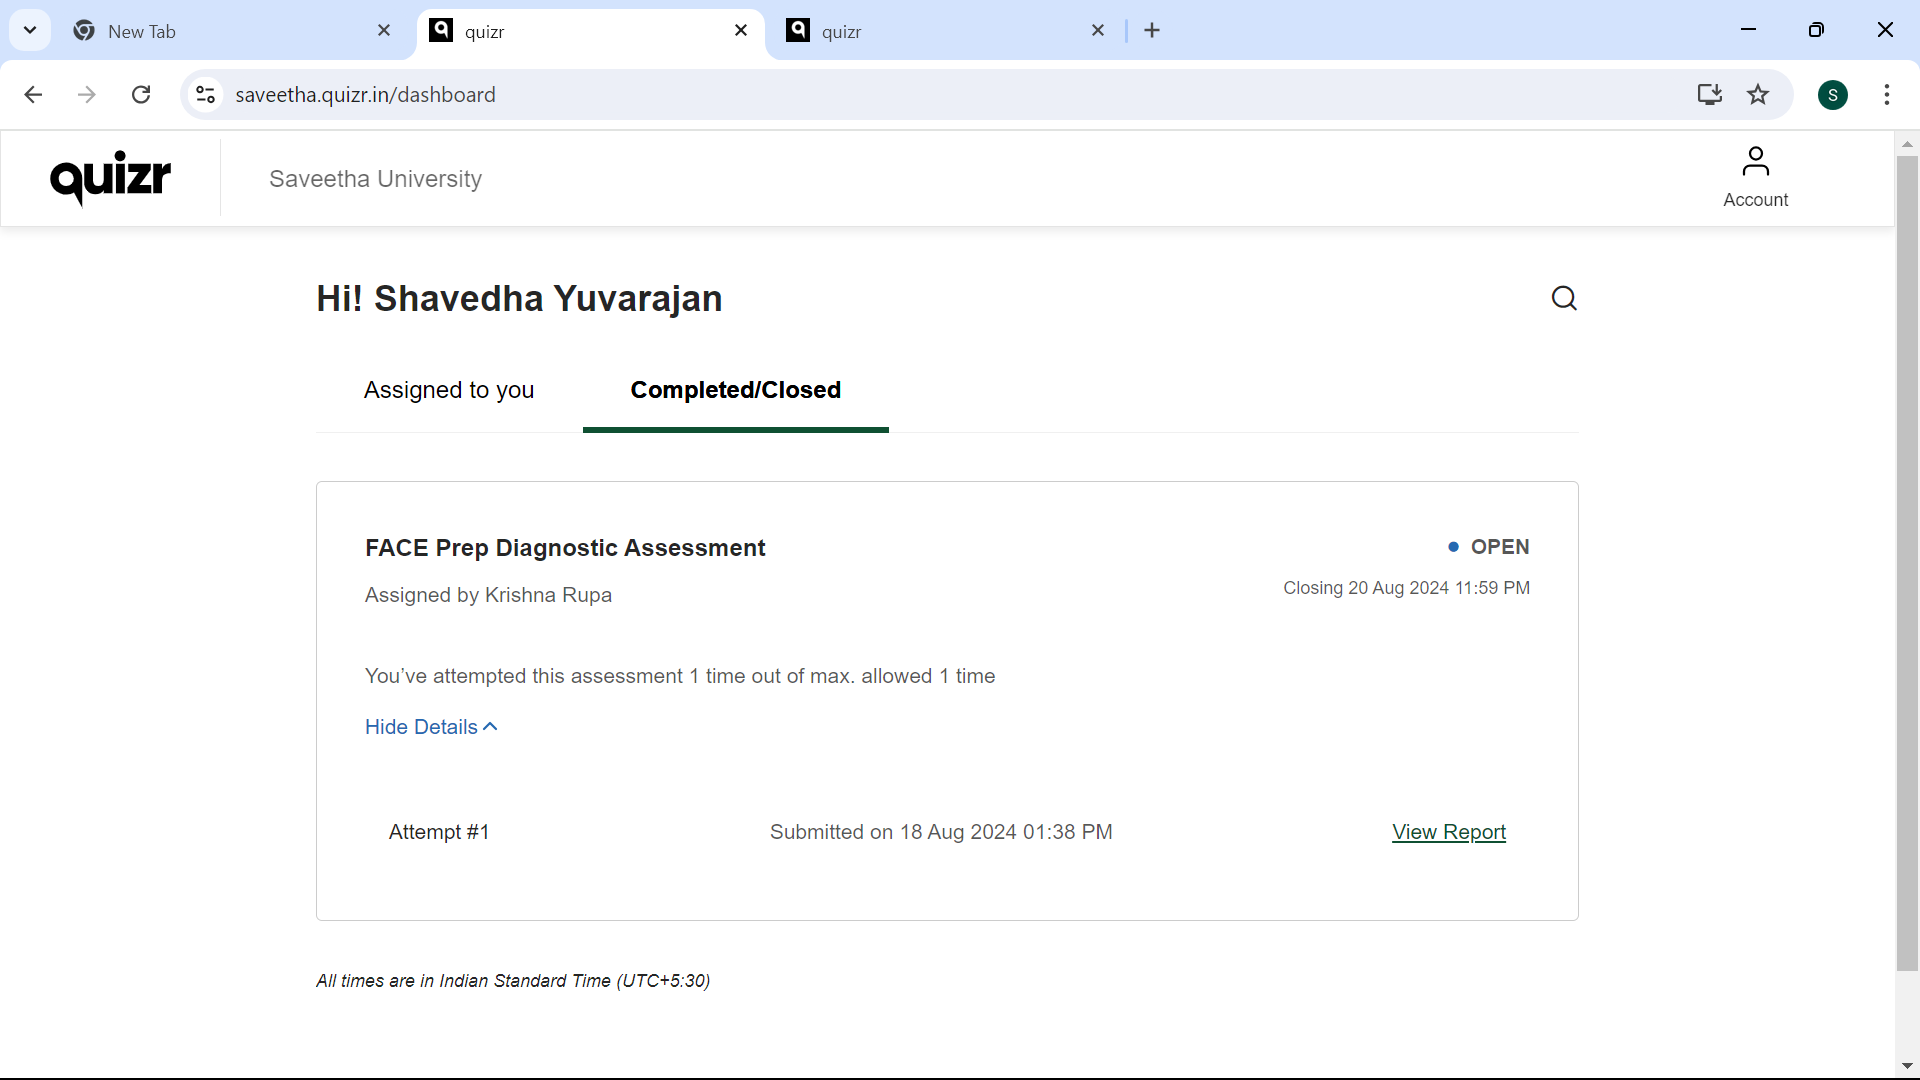 New Tab
quizr
quizr
saveetha.quizr.in/dashboard
S
quizr
Saveetha University
Account
Hi! Shavedha Yuvarajan
Assigned to you
Completed/Closed
FACE Prep Diagnostic Assessment
OPEN
Assigned by Krishna Rupa
Closing 20 Aug 2024 11:59 PM
You’ve attempted this assessment 1 time out of max. allowed 1 time
Hide Details
Attempt #1
Submitted on 18 Aug 2024 01:38 PM
View Report
All times are in Indian Standard Time (UTC+5:30)